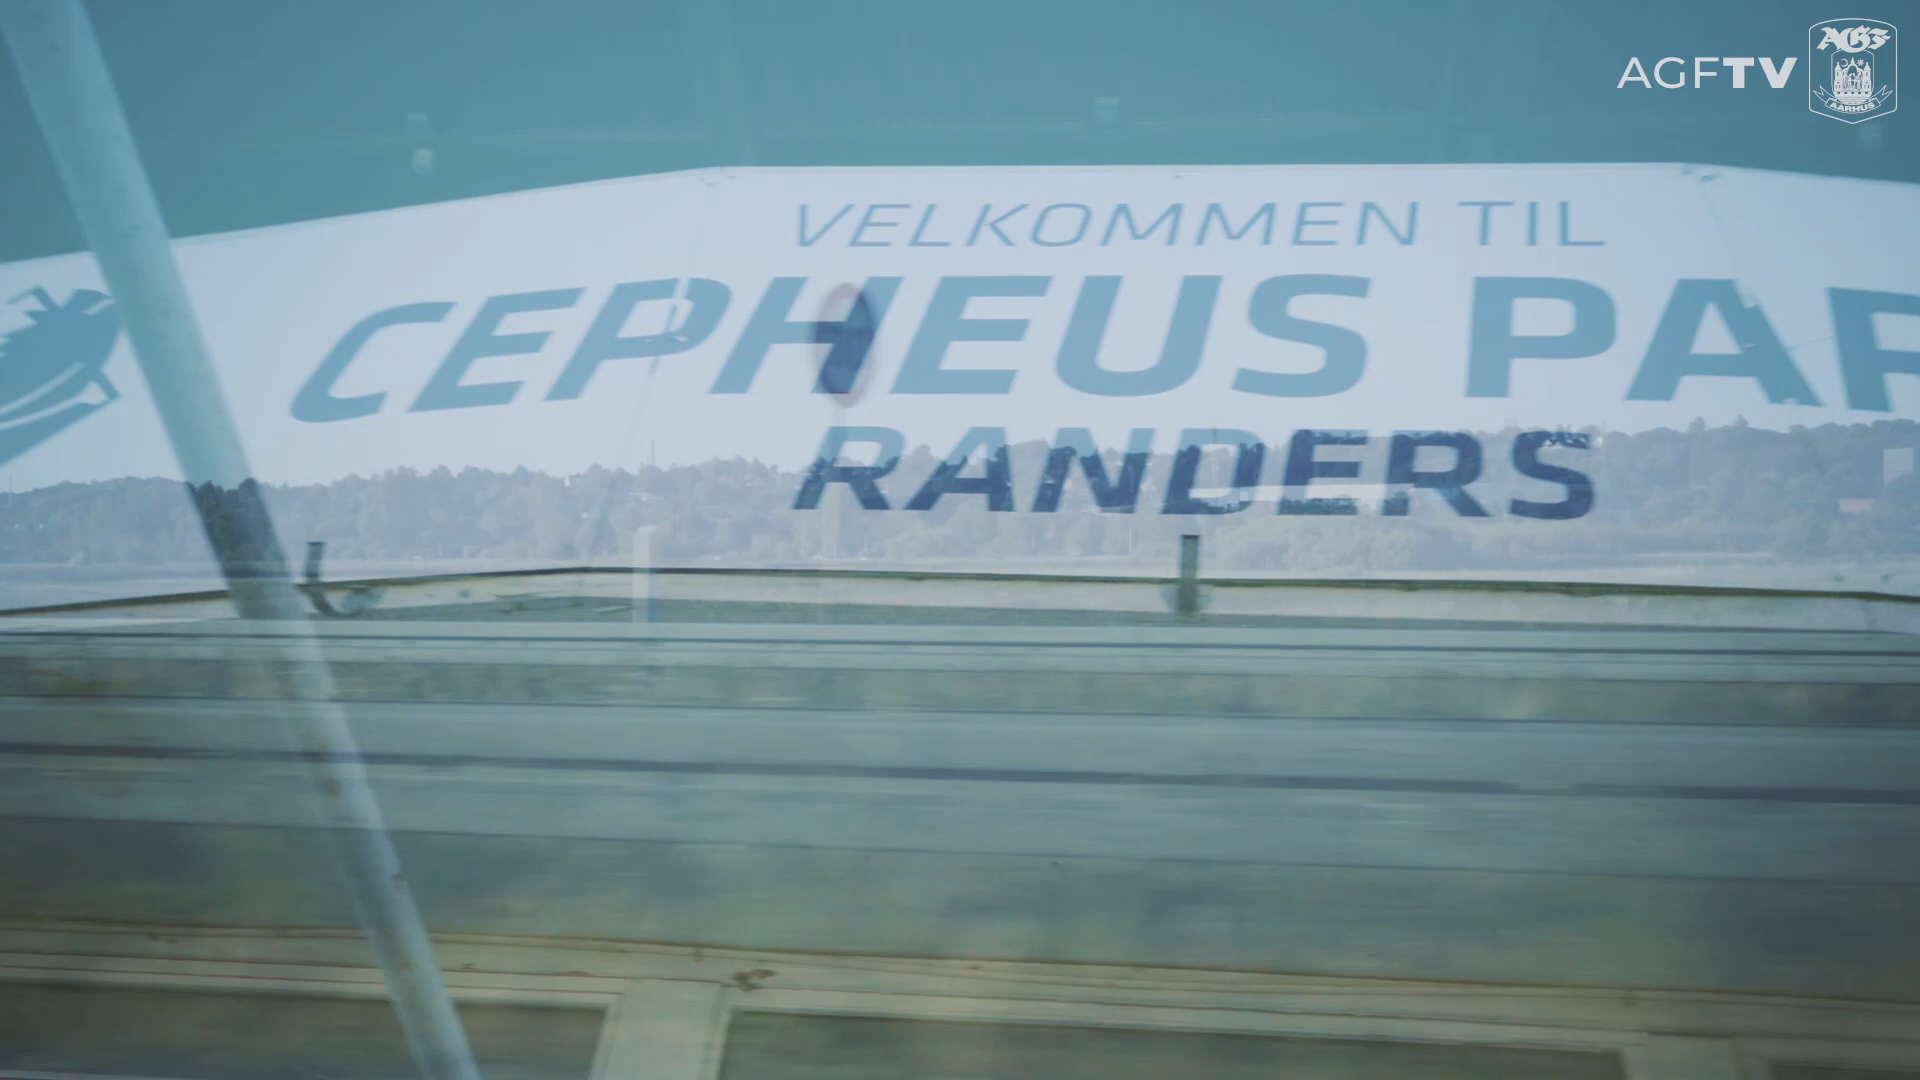 AGFTV
AGF
AARHUS
VELKOMMEN TIL
CEPHEUS PAR
RANDERS